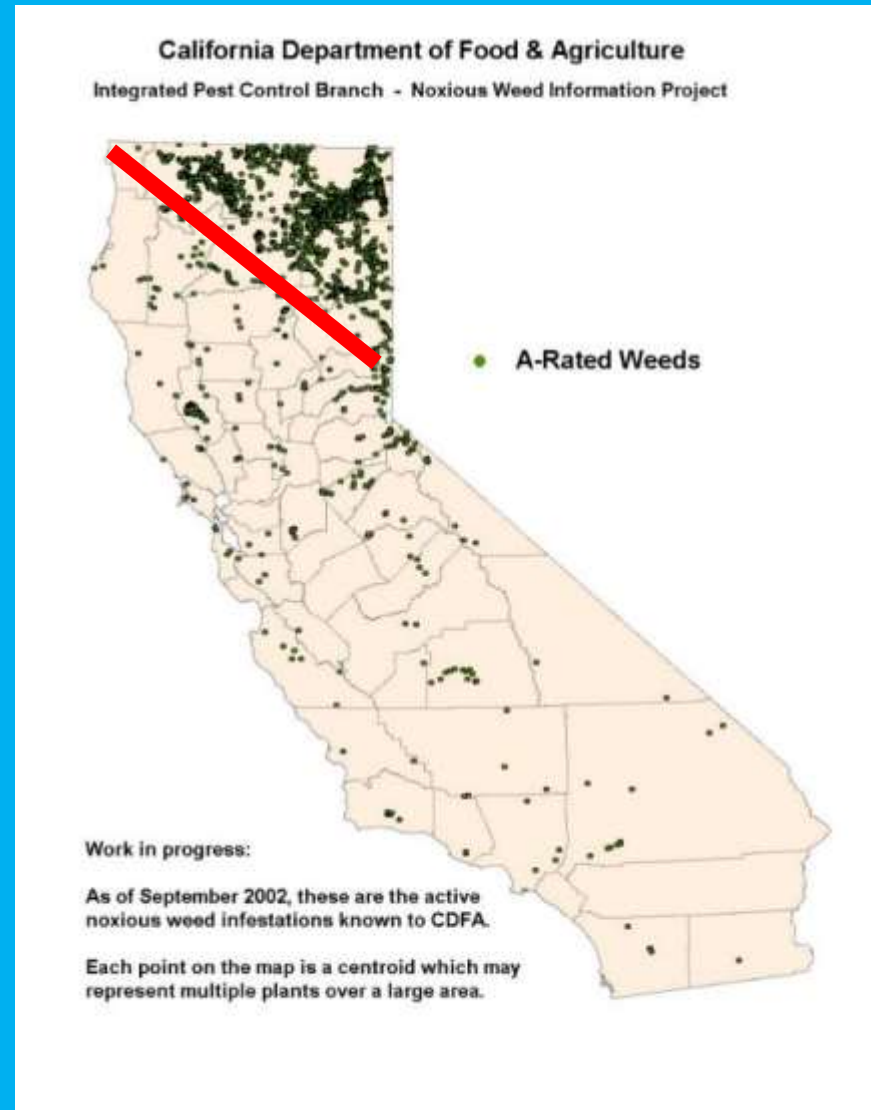 California Department of Food & Agriculture
Integrated Pest Control Branch - Noxious Weed Information Project
A-Rated Weeds
Work in progress:
As of September 2002, these are the active
noxious weed infestations known to CDFA.
Each point on the map is a centroid which may
represent multiple plants over a large area.